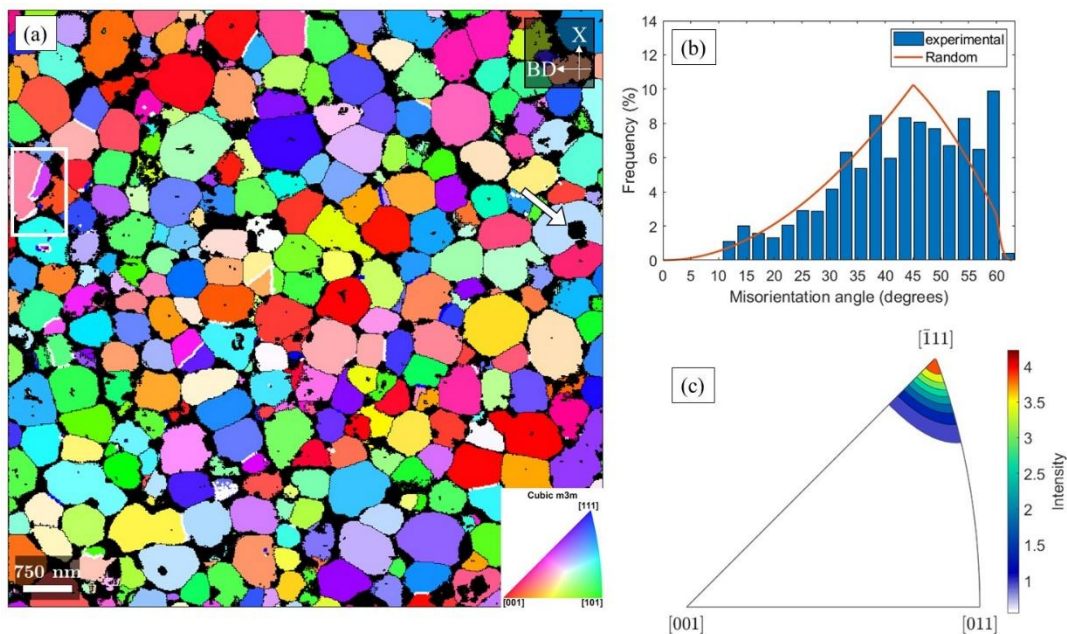 (a)
X
BD
750 nm
Cubic m3m
[111]
[001]
[101]
(b)
experimental
Random
Frequency (%)
14
12
10
8
6
4
2
0
0 5 10 15 20 25 30 35 40 45 50 55 60
Misorientation angle (degrees)
(c)
[1̅11]
[001]
[011]
4
3.5
3
2.5
2
1.5
1
Intensity